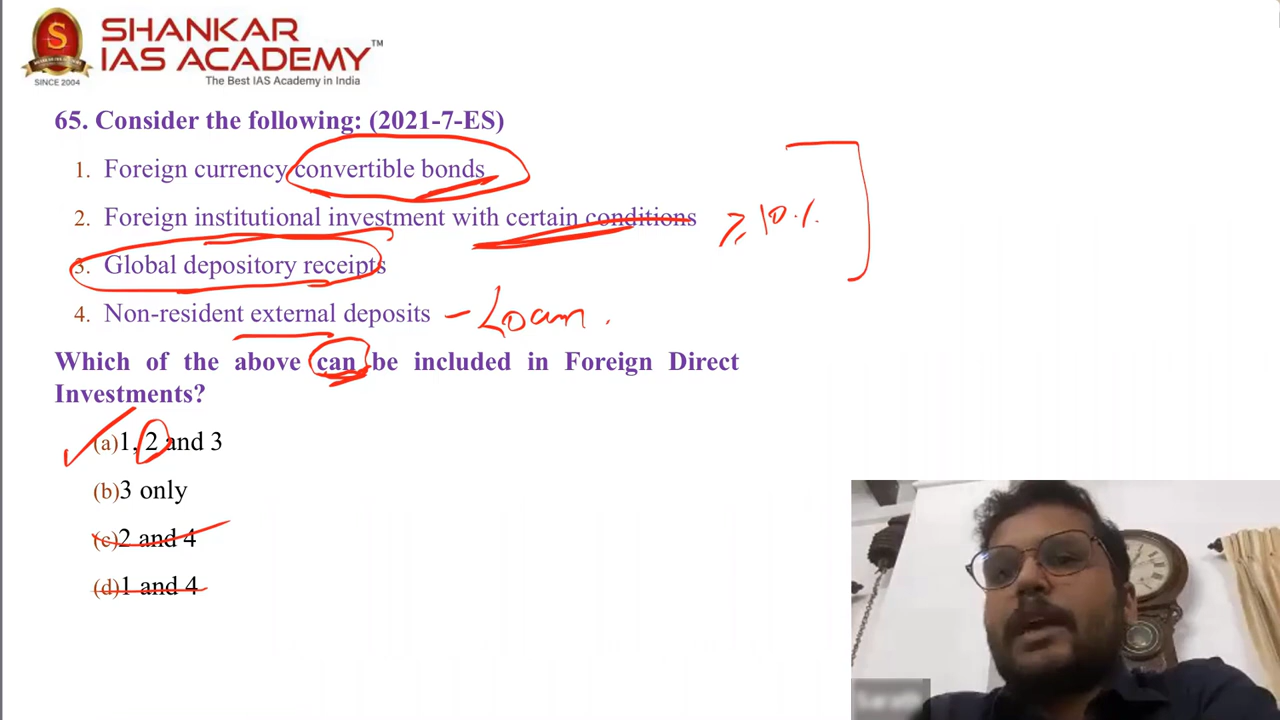 SHANKAR
IAS ACADEMY™
The Best IAS Academy in India
SINCE 2004
65. Consider the following: (2021-7-ES)
1. Foreign currency convertible bonds
2. Foreign institutional investment with certain conditions
≥ 10%
3. Global depository receipts
4. Non-resident external deposits
– Loan.
Which of the above can be included in Foreign Direct
Investments?
(a) 1, 2 and 3
(b) 3 only
(c) 2 and 4
(d) 1 and 4